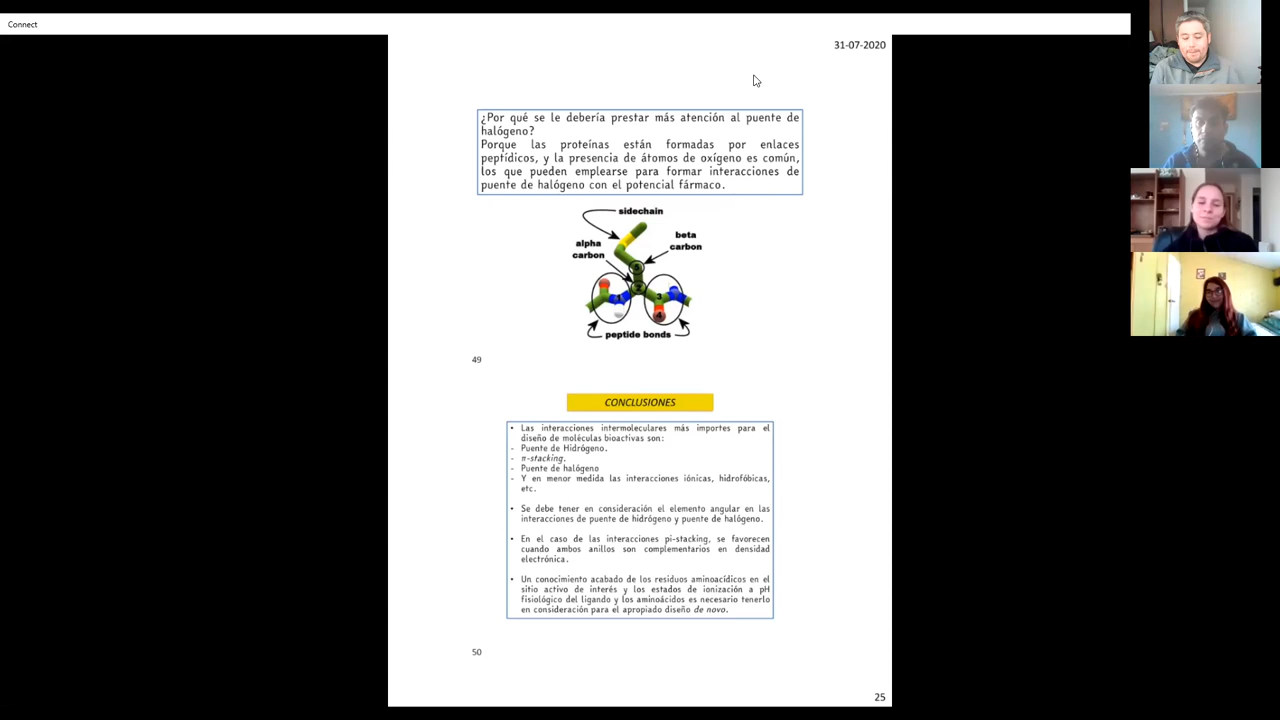 Connect
31-07-2020
¿Por qué se le debería prestar más atención al puente de
halógeno?
Porque las proteínas están formadas por enlaces
peptídicos, y la presencia de átomos de oxígeno es común,
los que pueden emplearse para formar interacciones de
puente de halógeno con el potencial fármaco.
sidechain
beta
carbon
alpha
carbon
5
2
1
3
4
peptide bonds
49
CONCLUSIONES
• Las interacciones intermoleculares más importes para el
diseño de moléculas bioactivas son:
- Puente de Hidrógeno.
- π-stacking.
- Puente de halógeno
- Y en menor medida las interacciones iónicas, hidrofóbicas,
etc.
• Se debe tener en consideración el elemento angular en las
interacciones de puente de hidrógeno y puente de halógeno.
• En el caso de las interacciones pi-stacking, se favorecen
cuando ambos anillos son complementarios en densidad
electrónica.
• Un conocimiento acabado de los residuos aminoacídicos en el
sitio activo de interés y los estados de ionización a pH
fisiológico del ligando y los aminoácidos es necesario tenerlo
en consideración para el apropiado diseño de novo.
50
25